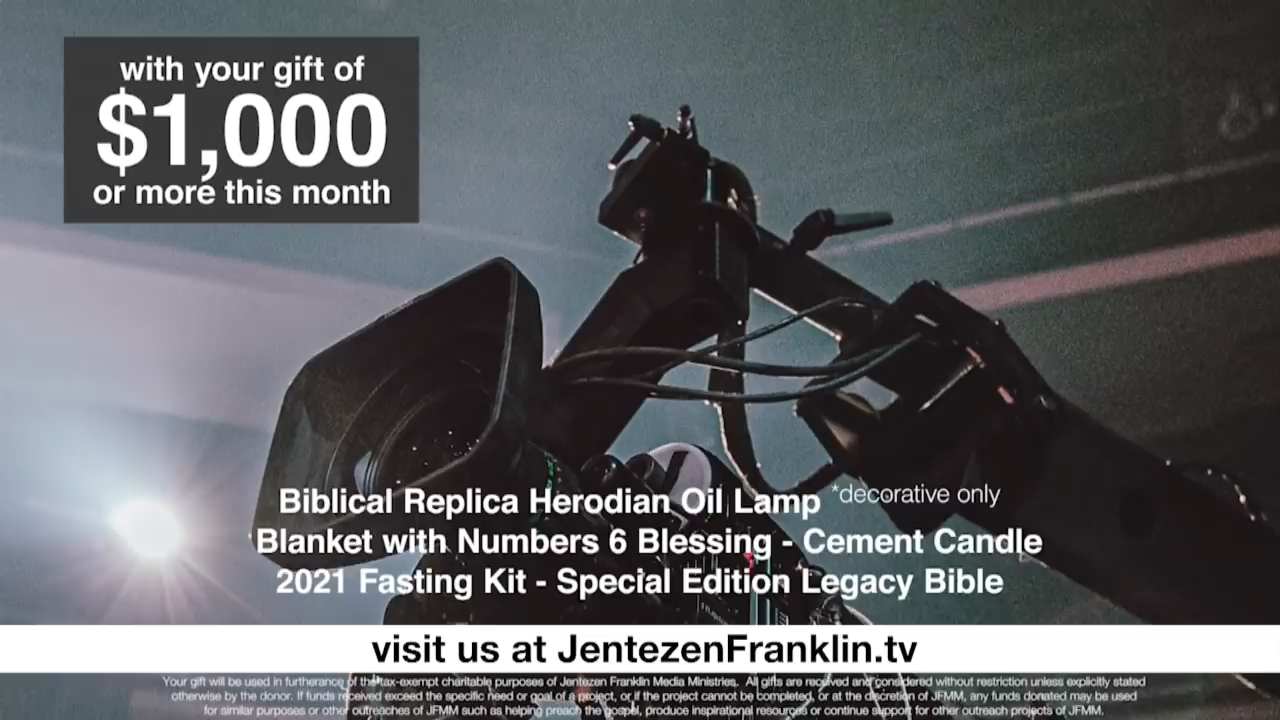 with your gift of
$1,000
or more this month
Biblical Replica Herodian Oil Lamp *decorative only
Blanket with Numbers 6 Blessing - Cement Candle
2021 Fasting Kit - Special Edition Legacy Bible
visit us at JentezenFranklin.tv
Your gift will be used in furtherance of the tax-exempt charitable purposes of Jentezen Franklin Media Ministries. All gifts are received and considered without restriction unless explicitly stated
otherwise by the donor. If funds received exceed the specific need or goal of a project, or if the project cannot be completed, or at the discretion of JFMM, any funds donated may be used
for similar purposes or other outreaches of JFMM such as helping preach the gospel, produce inspirational resources or continue support for other outreach projects of JFMM.